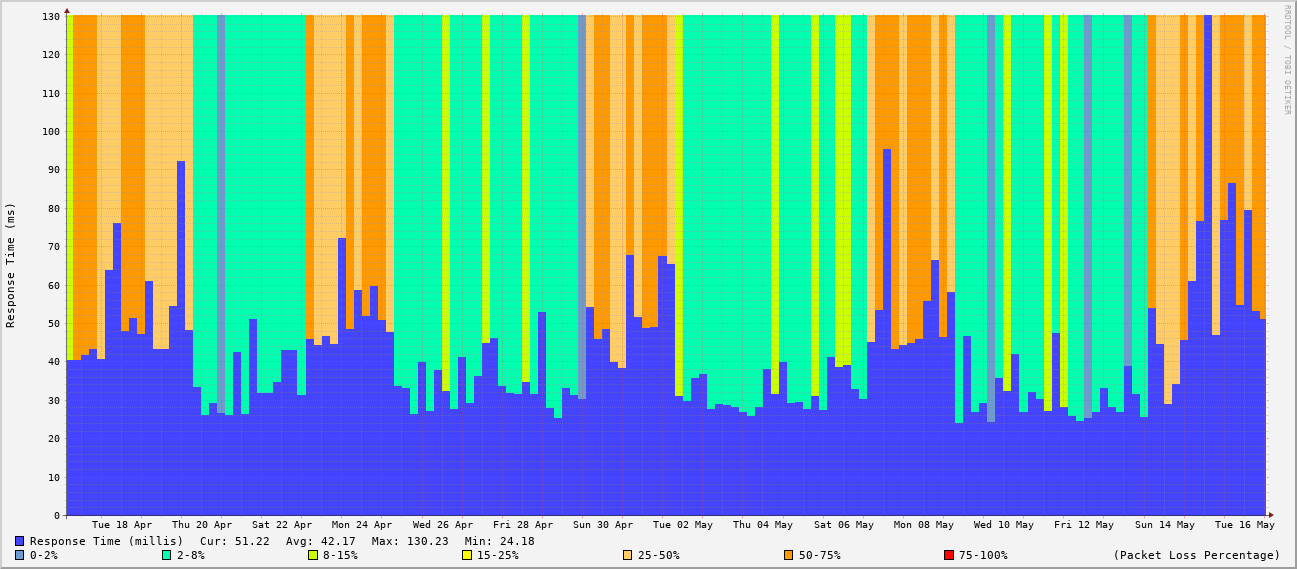 130
120
110
100
90
80
70
60
50
40
30
20
10
0
Response Time (ms)
RRDTOOL / TOBI OETIKER
Tue 18 Apr Thu 20 Apr Sat 22 Apr Mon 24 Apr Wed 26 Apr Fri 28 Apr Sun 30 Apr Tue 02 May Thu 04 May Sat 06 May Mon 08 May Wed 10 May Fri 12 May Sun 14 May Tue 16 May
Response Time (millis) Cur: 51.22 Avg: 42.17 Max: 130.23 Min: 24.18
0-2% 2-8% 8-15% 15-25% 25-50% 50-75% 75-100% (Packet Loss Percentage)